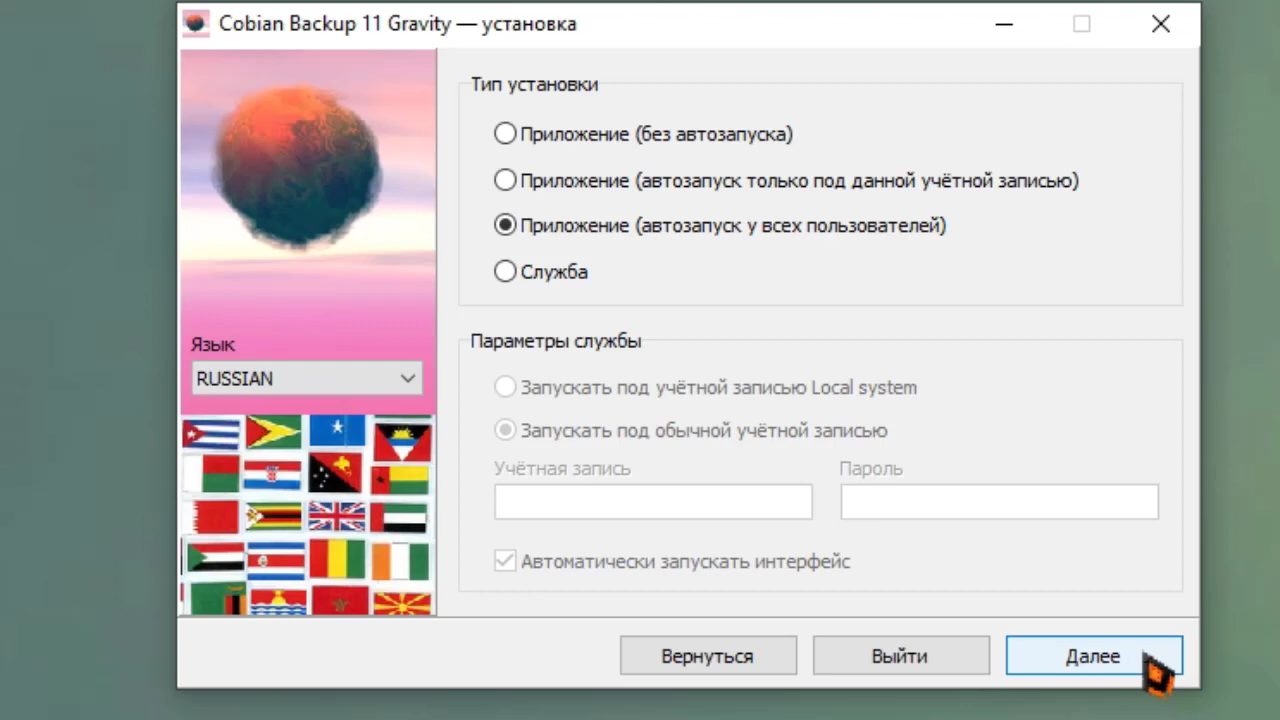 Cobian Backup 11 Gravity — установка
Тип установки
Приложение (без автозапуска)
Приложение (автозапуск только под данной учётной записью)
Приложение (автозапуск у всех пользователей)
Служба
Язык
RUSSIAN
Параметры службы
Запускать под учётной записью Local system
Запускать под обычной учётной записью
Учётная запись Пароль
Автоматически запускать интерфейс
Вернуться Выйти Далее